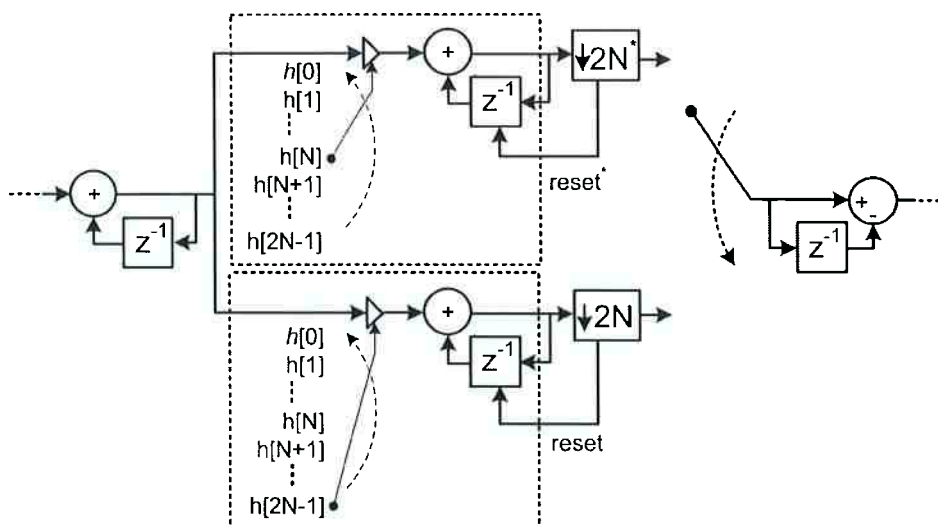 h[0]
h[1]
h[N]
h[N+1]
h[2N-1]
+
z⁻¹
↓2N*
reset*
+
z⁻¹
+
-
z⁻¹
h[0]
h[1]
h[N]
h[N+1]
h[2N-1]
+
z⁻¹
↓2N
reset